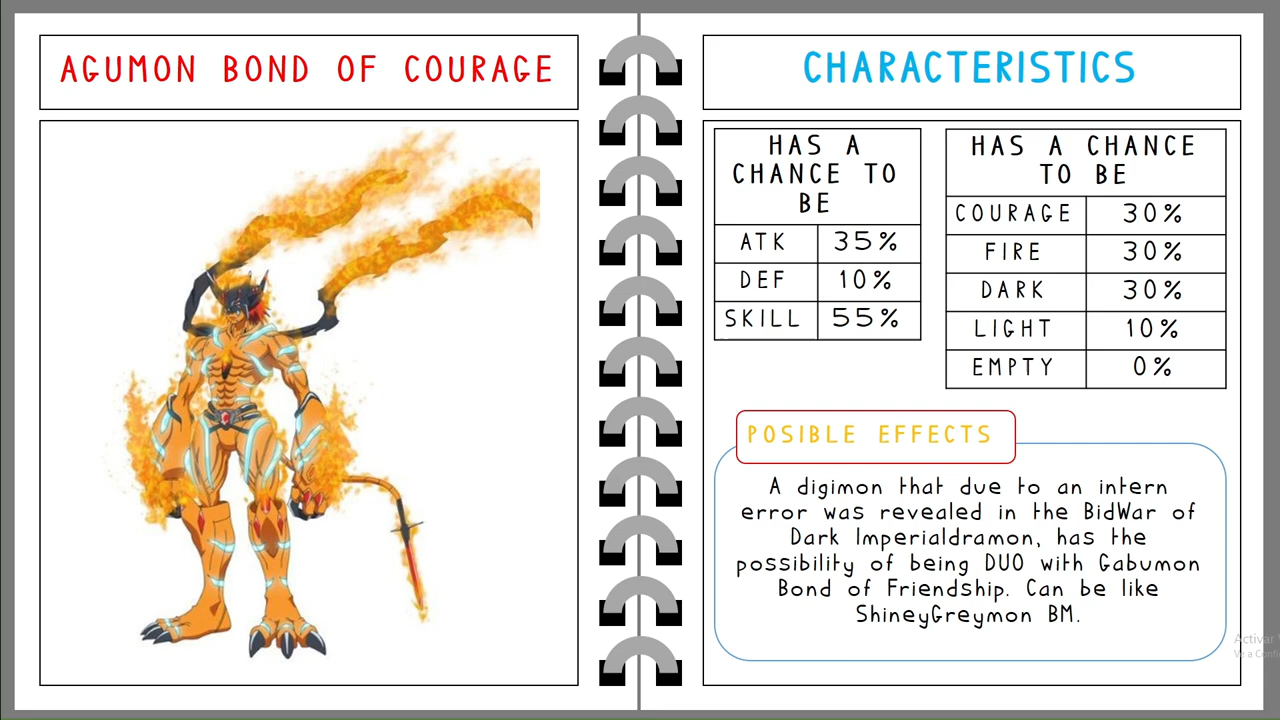 AGUMON BOND OF COURAGE
CHARACTERISTICS
HAS A
CHANCE TO
BE
ATK 35%
DEF 10%
SKILL 55%
HAS A CHANCE
TO BE
COURAGE 30%
FIRE 30%
DARK 30%
LIGHT 10%
EMPTY 0%
POSIBLE EFFECTS
A digimon that due to an intern
error was revealed in the BidWar of
Dark Imperialdramon, has the
possibility of being DUO with Gabumon
Bond of Friendship. Can be like
ShineyGreymon BM.
Activar
Ve a Confi